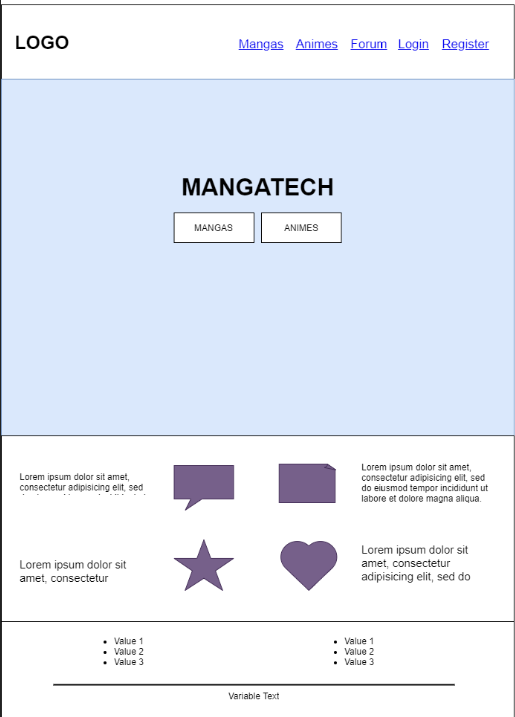 LOGO
Mangas Animes Forum Login Register
MANGATECH
MANGAS
ANIMES
Lorem ipsum dolor sit amet,
consectetur adipisicing elit, sed
Lorem ipsum dolor sit amet,
consectetur adipisicing elit, sed
do eiusmod tempor incididunt ut
labore et dolore magna aliqua.
Lorem ipsum dolor sit
amet, consectetur
Lorem ipsum dolor sit amet,
consectetur
adipisicing elit, sed do
Value 1
Value 2
Value 3
Value 1
Value 2
Value 3
Variable Text